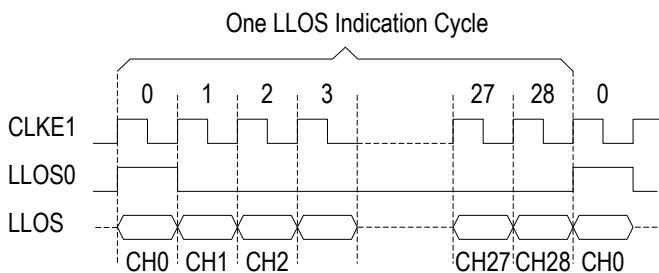 One LLOS Indication Cycle
0 1 2 3 27 28 0
CLKE1
LLOS0
LLOS
CH0 CH1 CH2 CH27 CH28 CH0